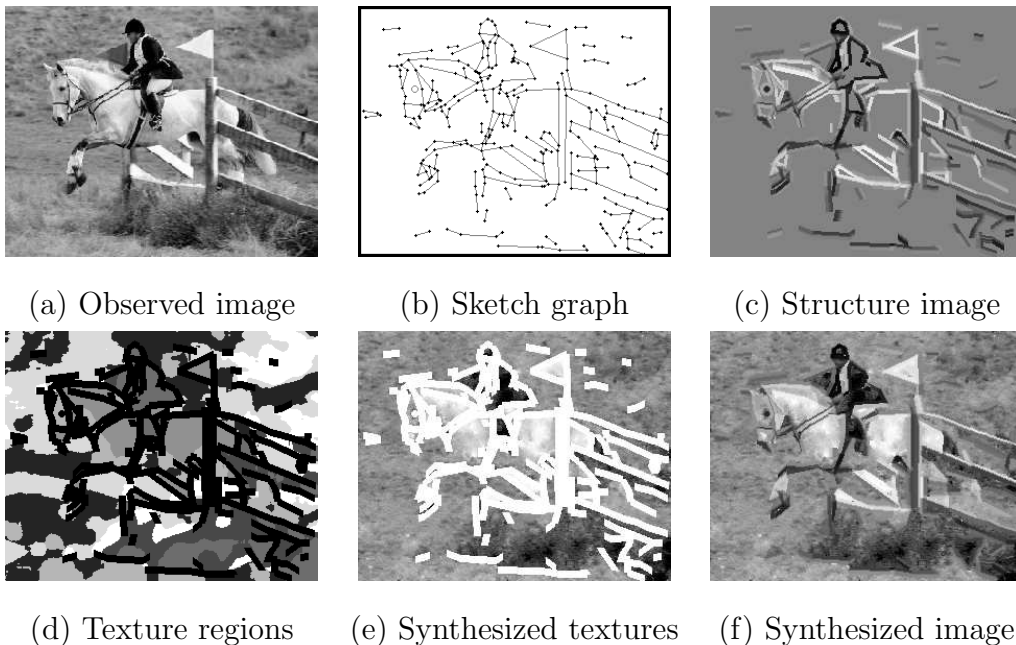 (a) Observed image
(b) Sketch graph
(c) Structure image
(d) Texture regions
(e) Synthesized textures
(f) Synthesized image